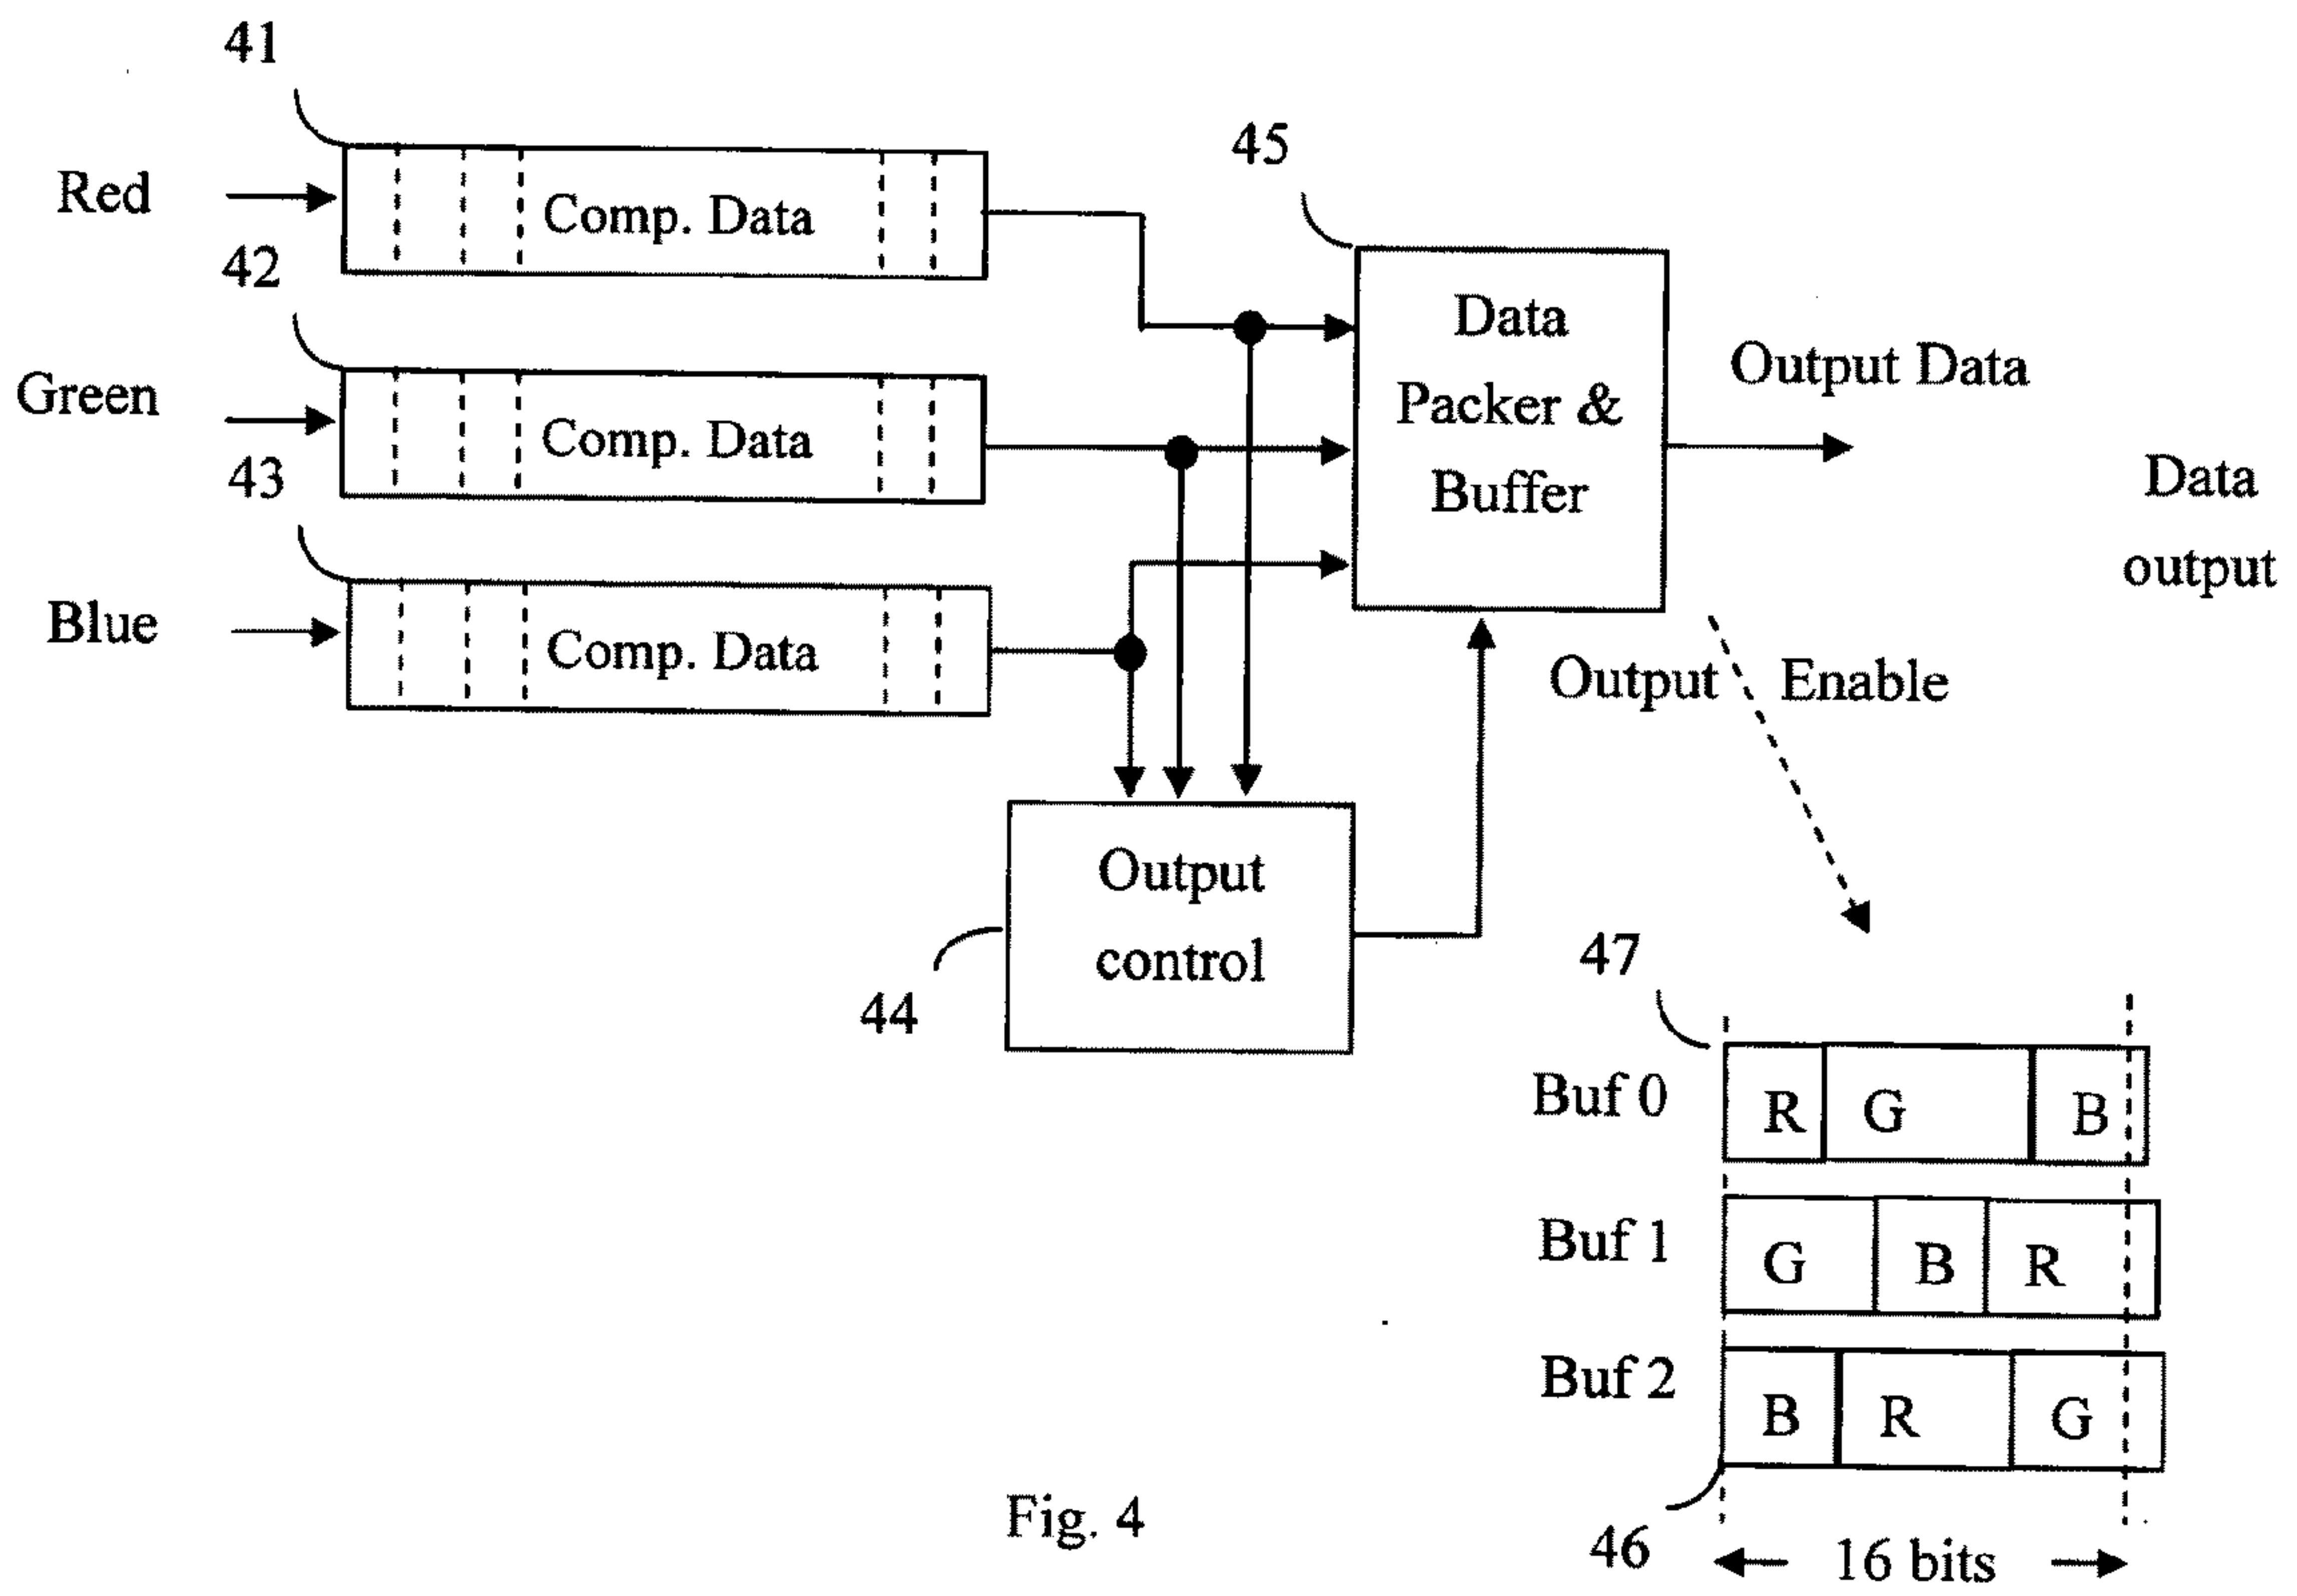 41
Red
Comp. Data
42
Green
Comp. Data
43
Blue
Comp. Data
45
Data
Packer &
Buffer
Output Data
Data
output
Output Enable
Output
control
44
47
Buf 0
R G B
Buf 1
G B R
Buf 2
B R G
46
16 bits
Fig. 4